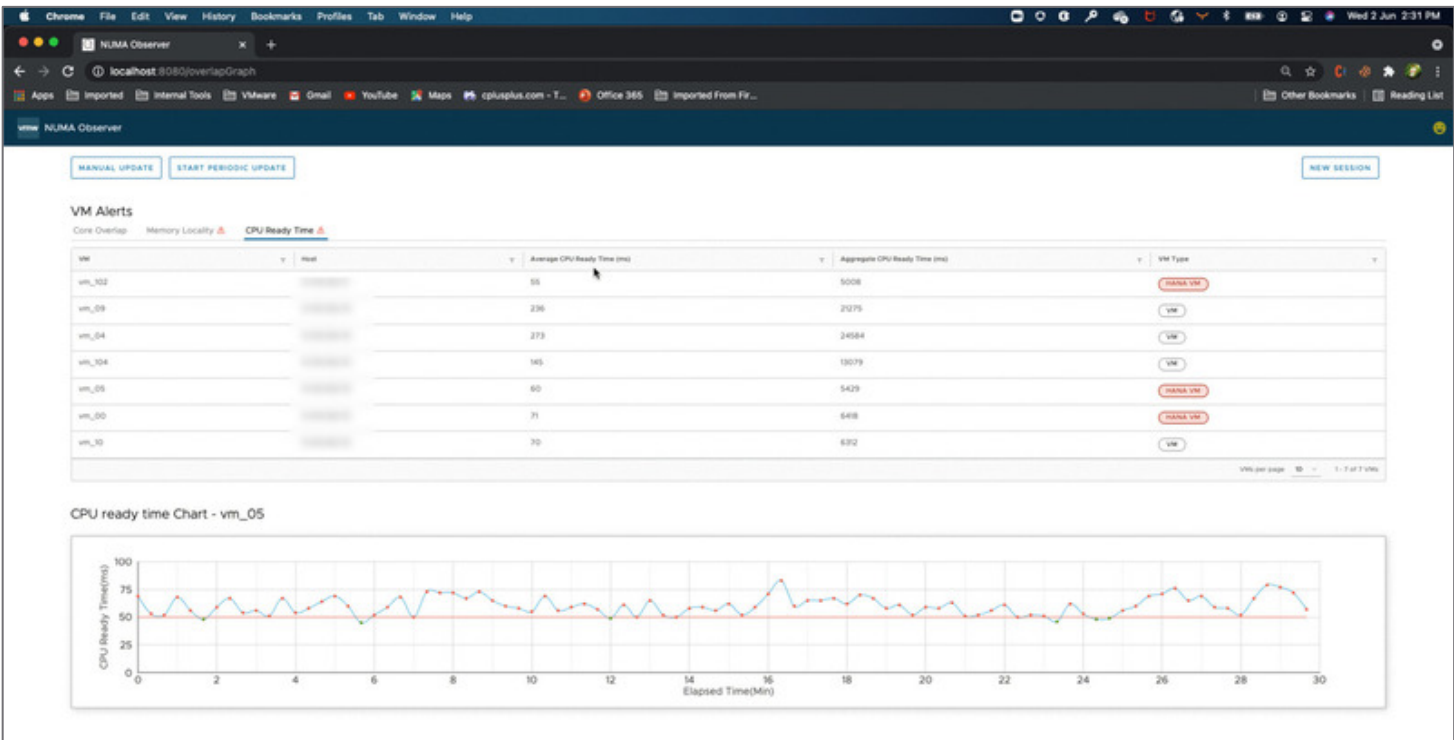 Chrome File Edit View History Bookmarks Profiles Tab Window Help Wed 2 Jun 2:31 PM
NUMA Observer
localhost:8080/overlapGraph
Apps Imported Internal Tools VMware Gmail YouTube Maps cplusplus.com - T... Office 365 Imported From Fir... Other Bookmarks Reading List
vmw NUMA Observer
MANUAL UPDATE START PERIODIC UPDATE NEW SESSION
VM Alerts
Core Overlap Memory Locality CPU Ready Time
VM Host Average CPU Ready Time (ms) Aggregate CPU Ready Time (ms) VM Type
vm_102 55 5008 HANA VM
vm_09 236 21275 VM
vm_04 273 24584 VM
vm_104 145 13079 VM
vm_05 60 5429 HANA VM
vm_00 71 6418 HANA VM
vm_10 70 6312 VM
VMs per page 10 1 - 7 of 7 VMs
CPU ready time Chart - vm_05
CPU Ready Time(ms)
100
75
50
25
0
0 2 4 6 8 10 12 14 16 18 20 22 24 26 28 30
Elapsed Time(Min)